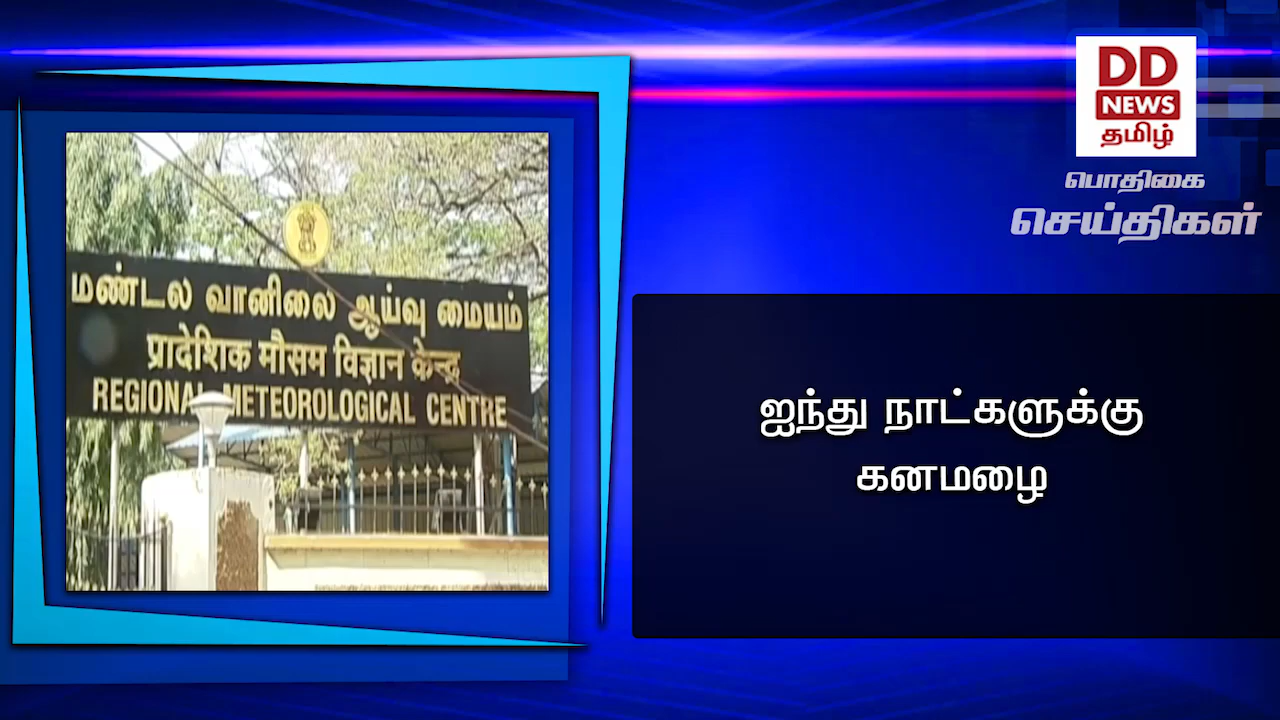 DD
NEWS
தமிழ்
பொதிகை
செய்திகள்
மண்டல வானிலை ஆய்வு மையம்
प्रादेशिक मौसम विज्ञान केन्द्र
REGIONAL METEOROLOGICAL CENTRE
ஐந்து நாட்களுக்கு
கனமழை